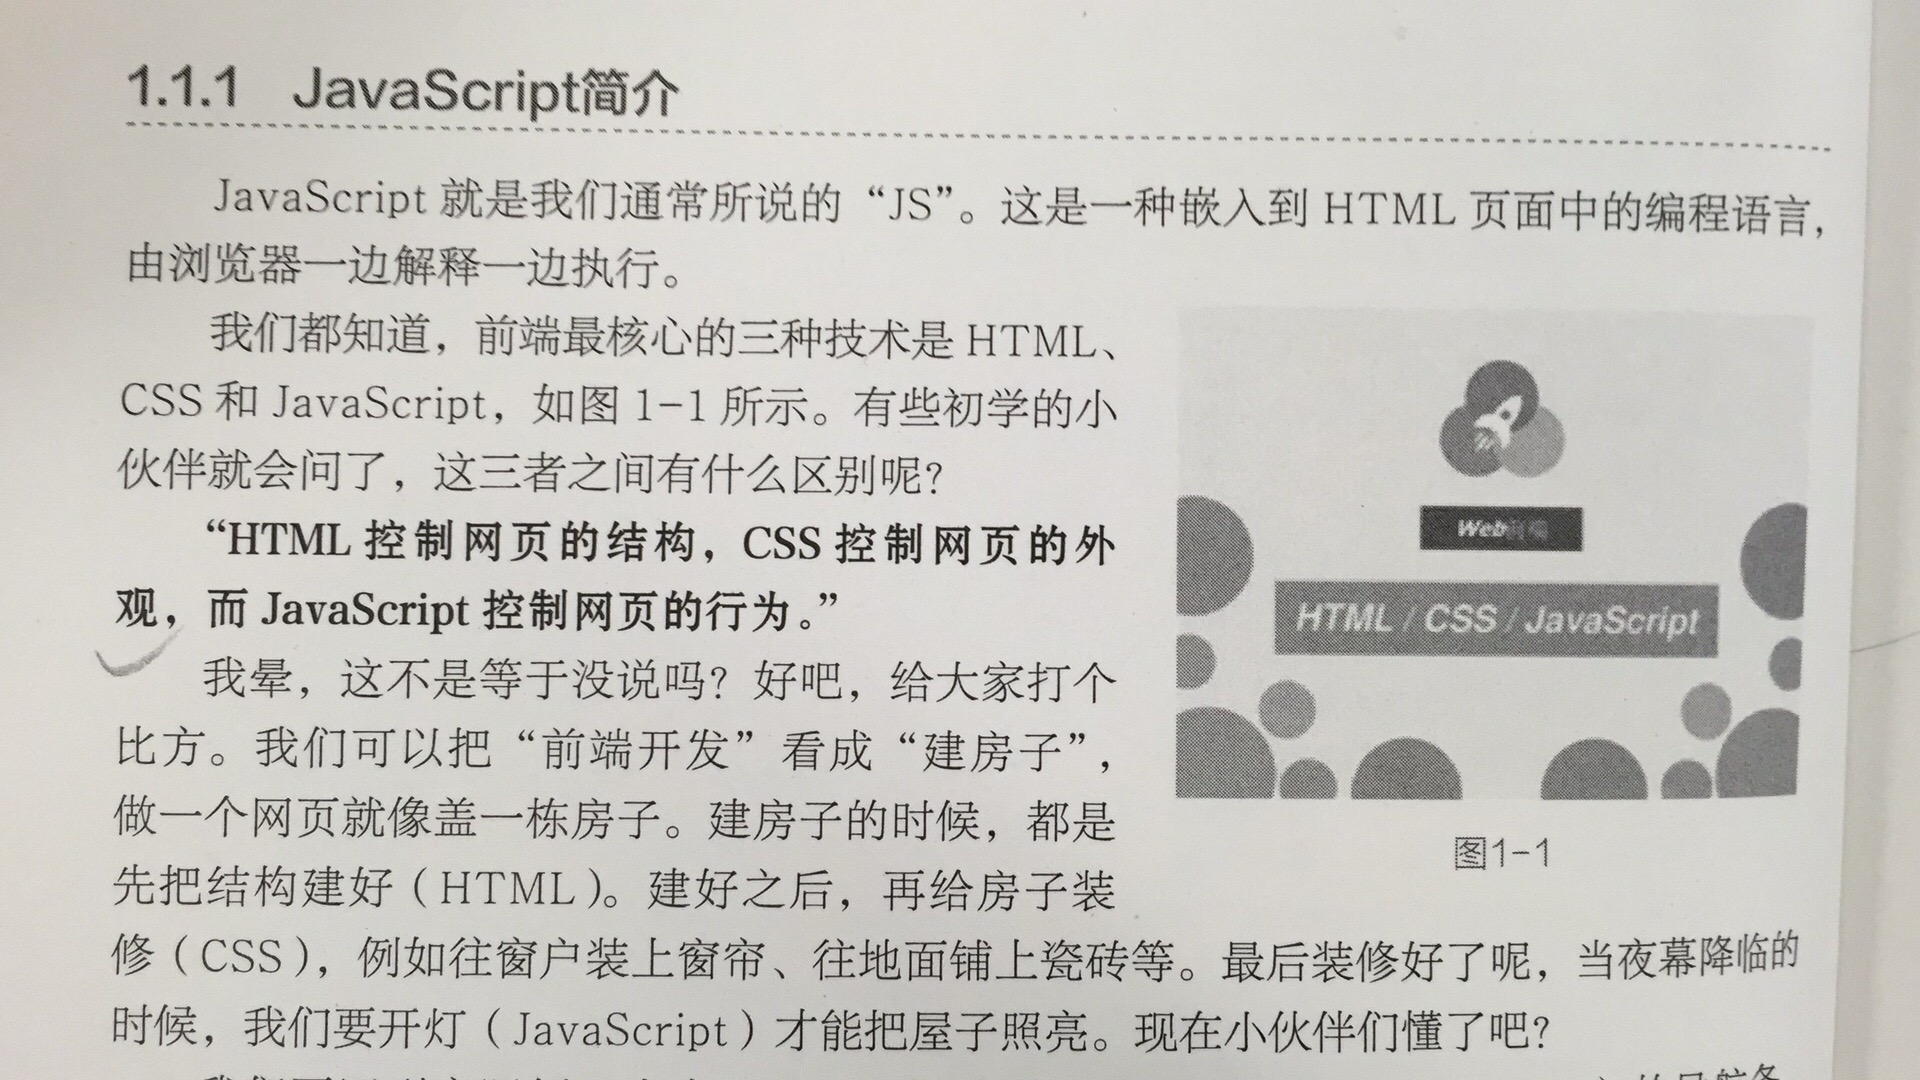 1.1.1 JavaScript简介
JavaScript 就是我们通常所说的“JS”。这是一种嵌入到 HTML 页面中的编程语言，
由浏览器一边解释一边执行。
我们都知道，前端最核心的三种技术是 HTML、
CSS 和 JavaScript，如图 1-1 所示。有些初学的小
伙伴就会问了，这三者之间有什么区别呢？
“HTML 控制网页的结构，CSS 控制网页的外
观，而 JavaScript 控制网页的行为。”
我晕，这不是等于没说吗？好吧，给大家打个
比方。我们可以把“前端开发”看成“建房子”，
做一个网页就像盖一栋房子。建房子的时候，都是
先把结构建好（HTML）。建好之后，再给房子装
修（CSS），例如往窗户装上窗帘、往地面铺上瓷砖等。最后装修好了呢，当夜幕降临的
时候，我们要开灯（JavaScript）才能把屋子照亮。现在小伙伴们懂了吧？
Web前端
HTML / CSS / JavaScript
图1-1